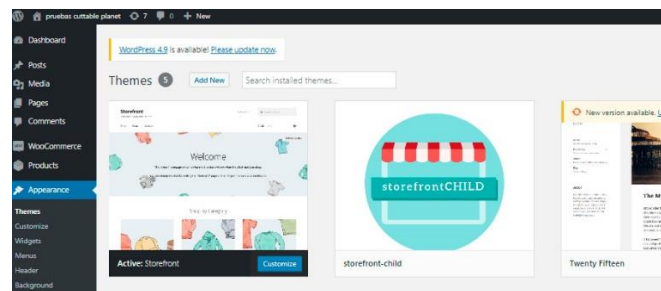 pruebas cuttable planet 7 0 + New
Dashboard
WordPress 4.9 is available! Please update now.
Posts
Media
Pages
Comments
WooCommerce
Products
Appearance
Themes
Customize
Widgets
Menus
Header
Background
Themes 5 Add New Search installed themes...
Storefront
Welcome
Shop by Category
Active: Storefront Customize
storefrontCHILD
storefront-child
New version available.
The M
Twenty Fifteen